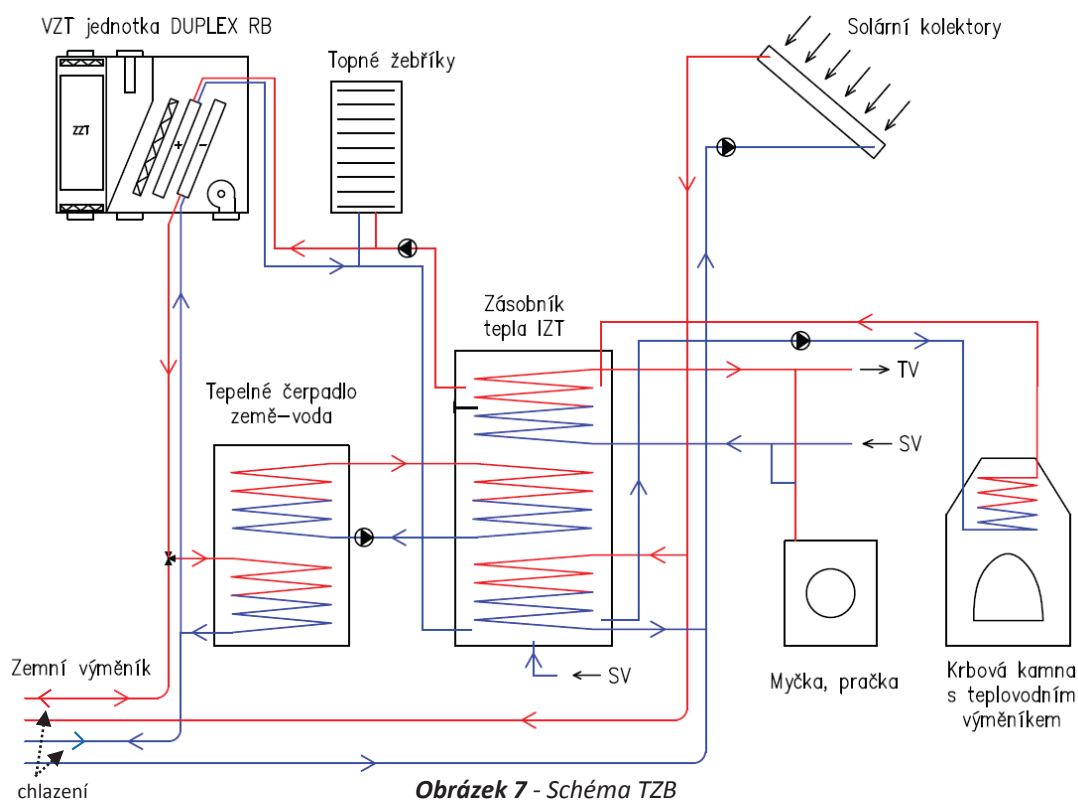 VZT jednotka DUPLEX RB
Solární kolektory
Topné žebříky
ZZT
+
–
Zásobník
tepla IZT
Tepelné čerpadlo
země–voda
TV
SV
SV
Zemní výměník
Myčka, pračka
Krbová kamna
s teplovodním
výměníkem
chlazení
Obrázek 7 - Schéma TZB